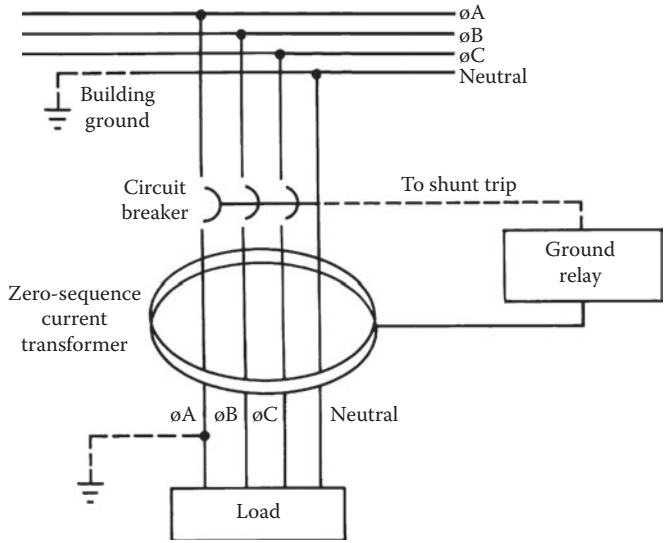 øA
øB
øC
Neutral
Building
ground
Circuit
breaker
To shunt trip
Ground
relay
Zero-sequence
current
transformer
øA øB øC Neutral
Load